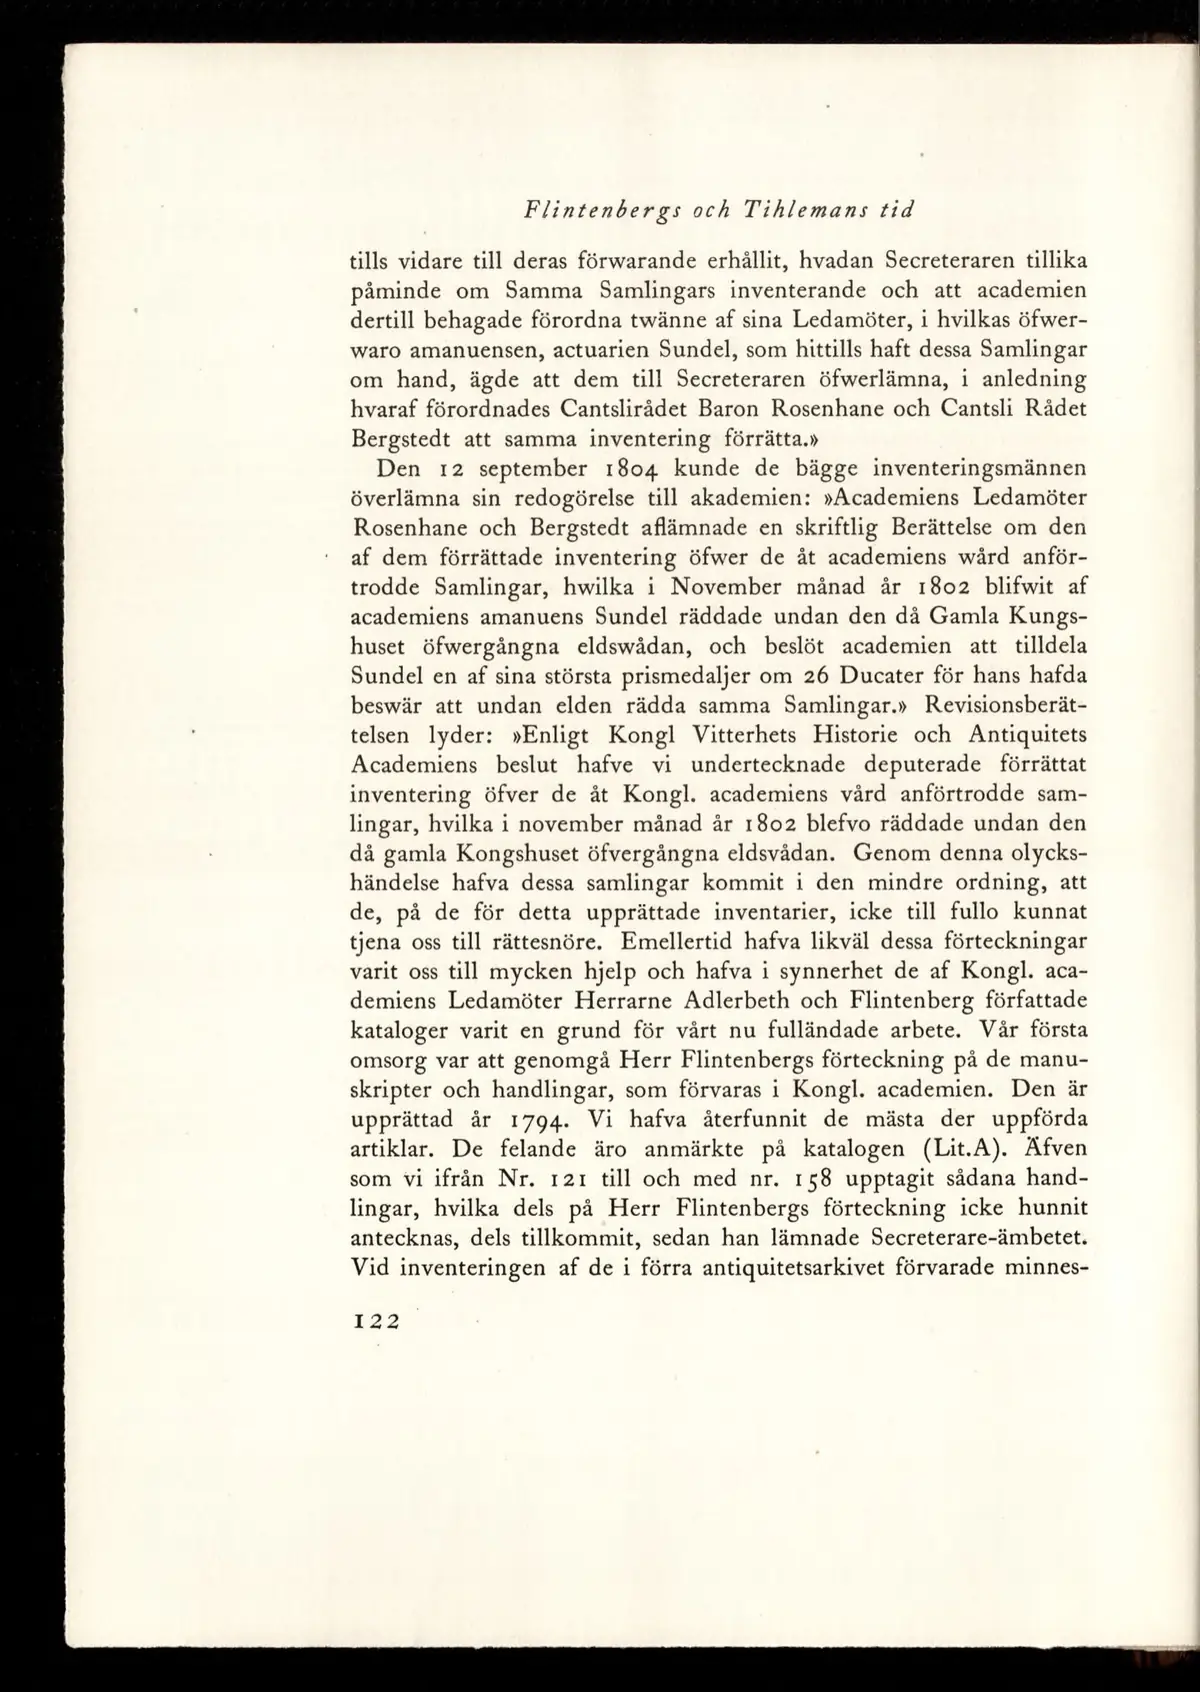 Flintenbergs och Tihlemans tid
tills vidare till deras förwarande erhållit, hvadan Secreteraren tillika
påminde om Samma Samlingars inventerande och att academien
dertill behagade förordna twänne af sina Ledamöter, i hvilkas öfwer-
waro amanuensen, actuarien Sundel, som hittills haft dessa Samlingar
om hand, ägde att dem till Secreteraren öfwerlämna, i anledning
hvaraf förordnades Cantslirådet Baron Rosenhane och Cantsli Rådet
Bergstedt att samma inventering förrätta.»
Den 12 september 1804 kunde de bägge inventeringsmännen
överlämna sin redogörelse till akademien: »Academiens Ledamöter
Rosenhane och Bergstedt aflämnade en skriftlig Berättelse om den
af dem förrättade inventering öfwer de åt academiens wård anför-
trodde Samlingar, hwilka i November månad år 1802 blifwit af
academiens amanuens Sundel räddade undan den då Gamla Kungs-
huset öfwergångna eldswådan, och beslöt academien att tilldela
Sundel en af sina största prismedaljer om 26 Ducater för hans hafda
beswär att undan elden rädda samma Samlingar.» Revisionsberät-
telsen lyder: »Enligt Kongl Vitterhets Historie och Antiquitets
Academiens beslut hafve vi undertecknade deputerade förrättat
inventering öfver de åt Kongl. academiens vård anförtrodde sam-
lingar, hvilka i november månad år 1802 blefvo räddade undan den
då gamla Kongshuset öfvergångna eldsvådan. Genom denna olycks-
händelse hafva dessa samlingar kommit i den mindre ordning, att
de, på de för detta upprättade inventarier, icke till fullo kunnat
tjena oss till rättesnöre. Emellertid hafva likväl dessa förteckningar
varit oss till mycken hjelp och hafva i synnerhet de af Kongl. aca-
demiens Ledamöter Herrarne Adlerbeth och Flintenberg författade
kataloger varit en grund för vårt nu fulländade arbete. Vår första
omsorg var att genomgå Herr Flintenbergs förteckning på de manu-
skripter och handlingar, som förvaras i Kongl. academien. Den är
upprättad år 1794. Vi hafva återfunnit de mästa der uppförda
artiklar. De felande äro anmärkte på katalogen (Lit.A). Äfven
som vi ifrån Nr. 121 till och med nr. 158 upptagit sådana hand-
lingar, hvilka dels på Herr Flintenbergs förteckning icke hunnit
antecknas, dels tillkommit, sedan han lämnade Secreterare-ämbetet.
Vid inventeringen af de i förra antiquitetsarkivet förvarade minnes-
122